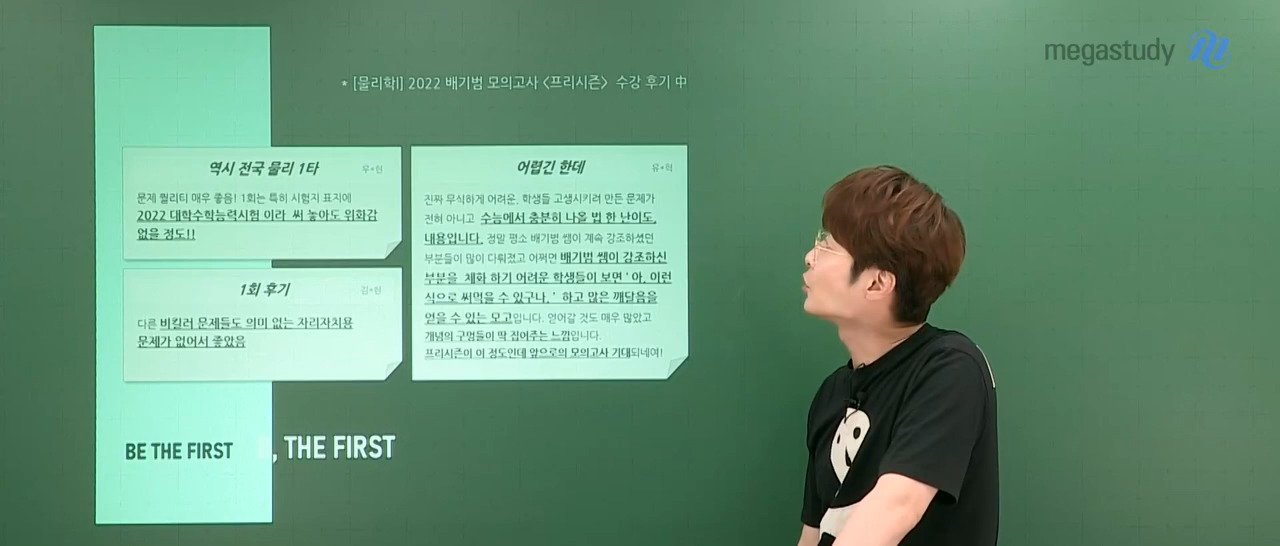 megastudy
* [물리학I] 2022 배기범 모의고사 <프리시즌> 수강 후기 中
역시 전국 물리 1타
우*현
문제 퀄리티 매우 좋음! 1회는 특히 시험지 표지에
2022 대학수학능력시험 이라 써 놓아도 위화감
없을 정도!!
1회 후기
김*현
다른 비킬러 문제들도 의미 없는 자리자치용
문제가 없어서 좋았음
어렵긴 한데
유*혁
진짜 무식하게 어려운, 학생들 고생시키려 만든 문제가
전혀 아니고 수능에서 충분히 나올 법 한 난이도,
내용입니다. 정말 평소 배기범 쌤이 계속 강조하셨던
부분들이 많이 다뤄졌고 어쩌면 배기범 쌤이 강조하신
부분을 체화 하기 어려운 학생들이 보면 ' 아, 이런
식으로 써먹을 수 있구나. ' 하고 많은 깨달음을
얻을 수 있는 모고입니다. 얻어갈 것도 매우 많았고
개념의 구멍들이 딱 집어주는 느낌입니다.
프리시즌이 이 정도인데 앞으로의 모의고사 기대되네여!
BE THE FIRST
, THE FIRST